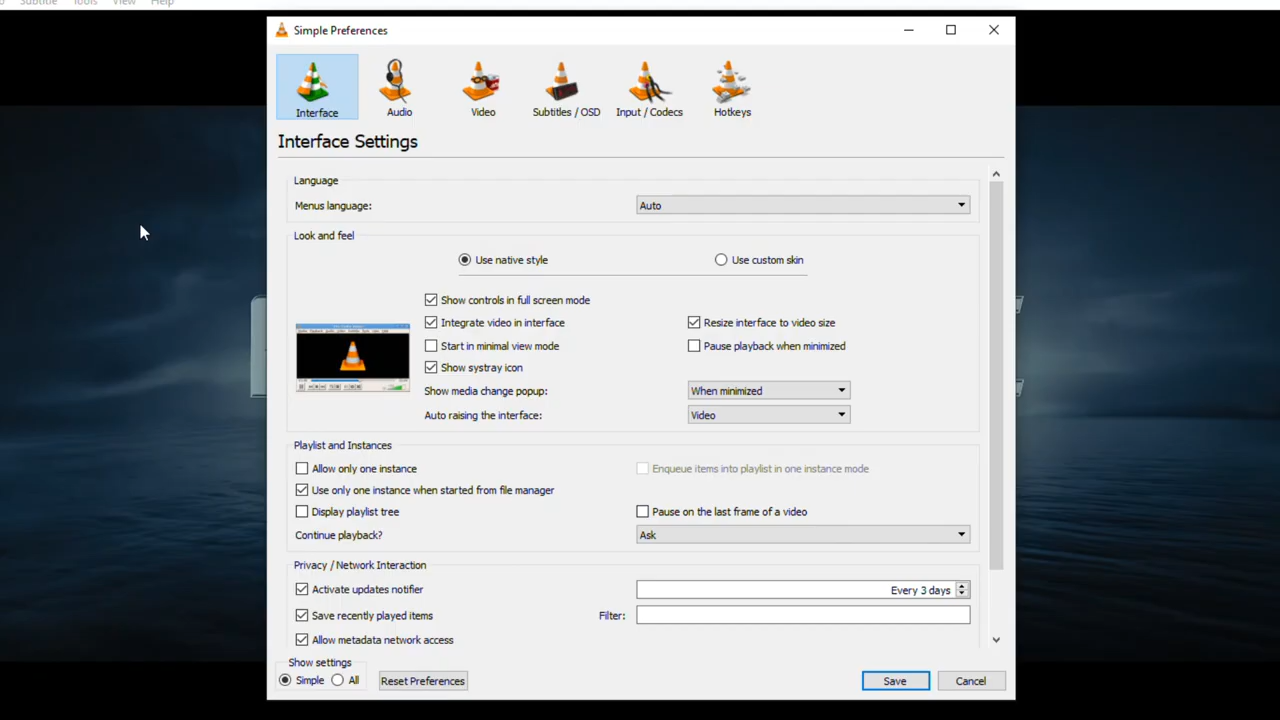 Subtitle Tools View Help
Simple Preferences
Interface Audio Video Subtitles / OSD Input / Codecs Hotkeys
Interface Settings
Language
Menus language: Auto
Look and feel
Use native style Use custom skin
Show controls in full screen mode
Integrate video in interface Resize interface to video size
Start in minimal view mode Pause playback when minimized
Show systray icon
Show media change popup: When minimized
Auto raising the interface: Video
Playlist and Instances
Allow only one instance Enqueue items into playlist in one instance mode
Use only one instance when started from file manager
Display playlist tree Pause on the last frame of a video
Continue playback? Ask
Privacy / Network Interaction
Activate updates notifier Every 3 days
Save recently played items Filter:
Allow metadata network access
Show settings
Simple All Reset Preferences Save Cancel